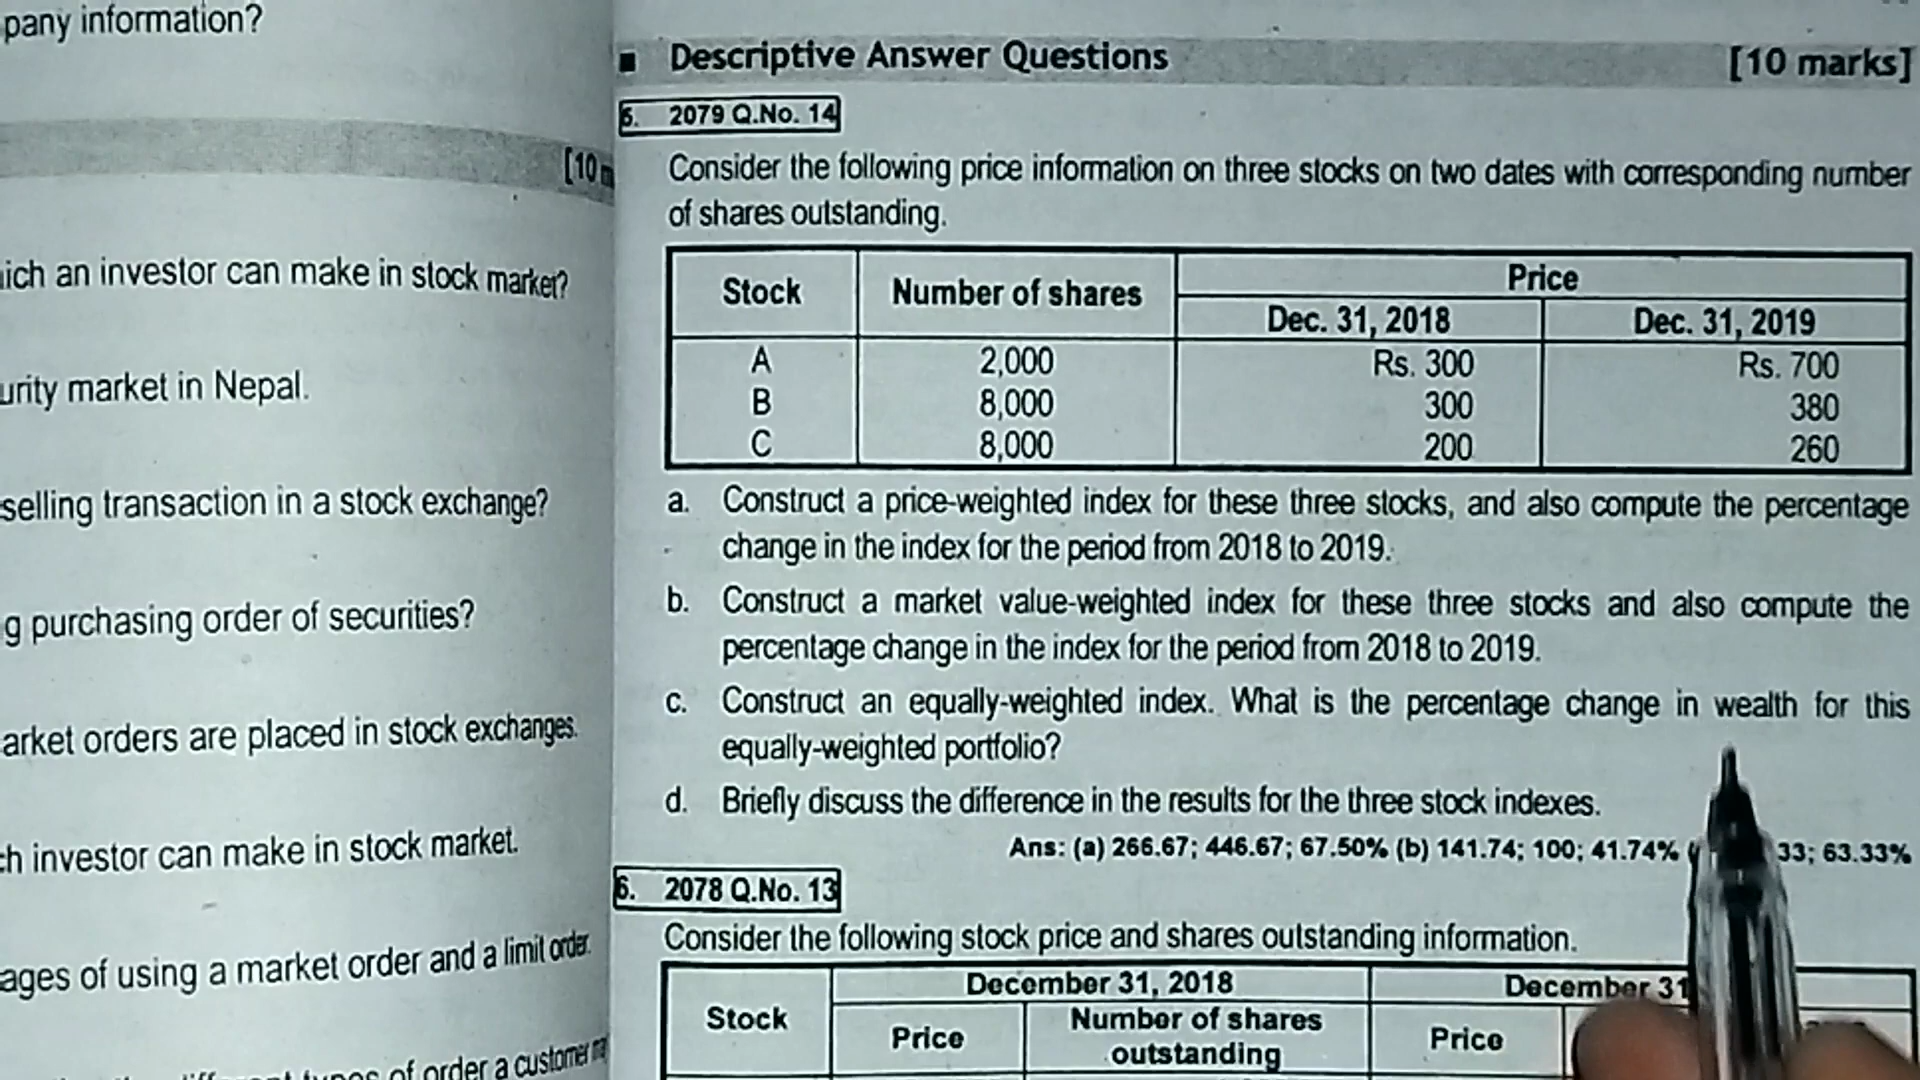 pany information?
[10
ich an investor can make in stock market?
urity market in Nepal.
selling transaction in a stock exchange?
g purchasing order of securities?
arket orders are placed in stock exchanges.
ch investor can make in stock market.
ages of using a market order and a limit order.
types of order a customer
▪ Descriptive Answer Questions [10 marks]
6. 2079 Q.No. 14
Consider the following price information on three stocks on two dates with corresponding number
of shares outstanding.
Stock Number of shares Price
Dec. 31, 2018 Dec. 31, 2019
A 2,000 Rs. 300 Rs. 700
B 8,000 300 380
C 8,000 200 260
a. Construct a price-weighted index for these three stocks, and also compute the percentage
change in the index for the period from 2018 to 2019.
b. Construct a market value-weighted index for these three stocks and also compute the
percentage change in the index for the period from 2018 to 2019.
c. Construct an equally-weighted index. What is the percentage change in wealth for this
equally-weighted portfolio?
d. Briefly discuss the difference in the results for the three stock indexes.
Ans: (a) 266.67; 446.67; 67.50% (b) 141.74; 100; 41.74% 33; 63.33%
6. 2078 Q.No. 13
Consider the following stock price and shares outstanding information.
Stock December 31, 2018 December 31
Price Number of shares outstanding Price